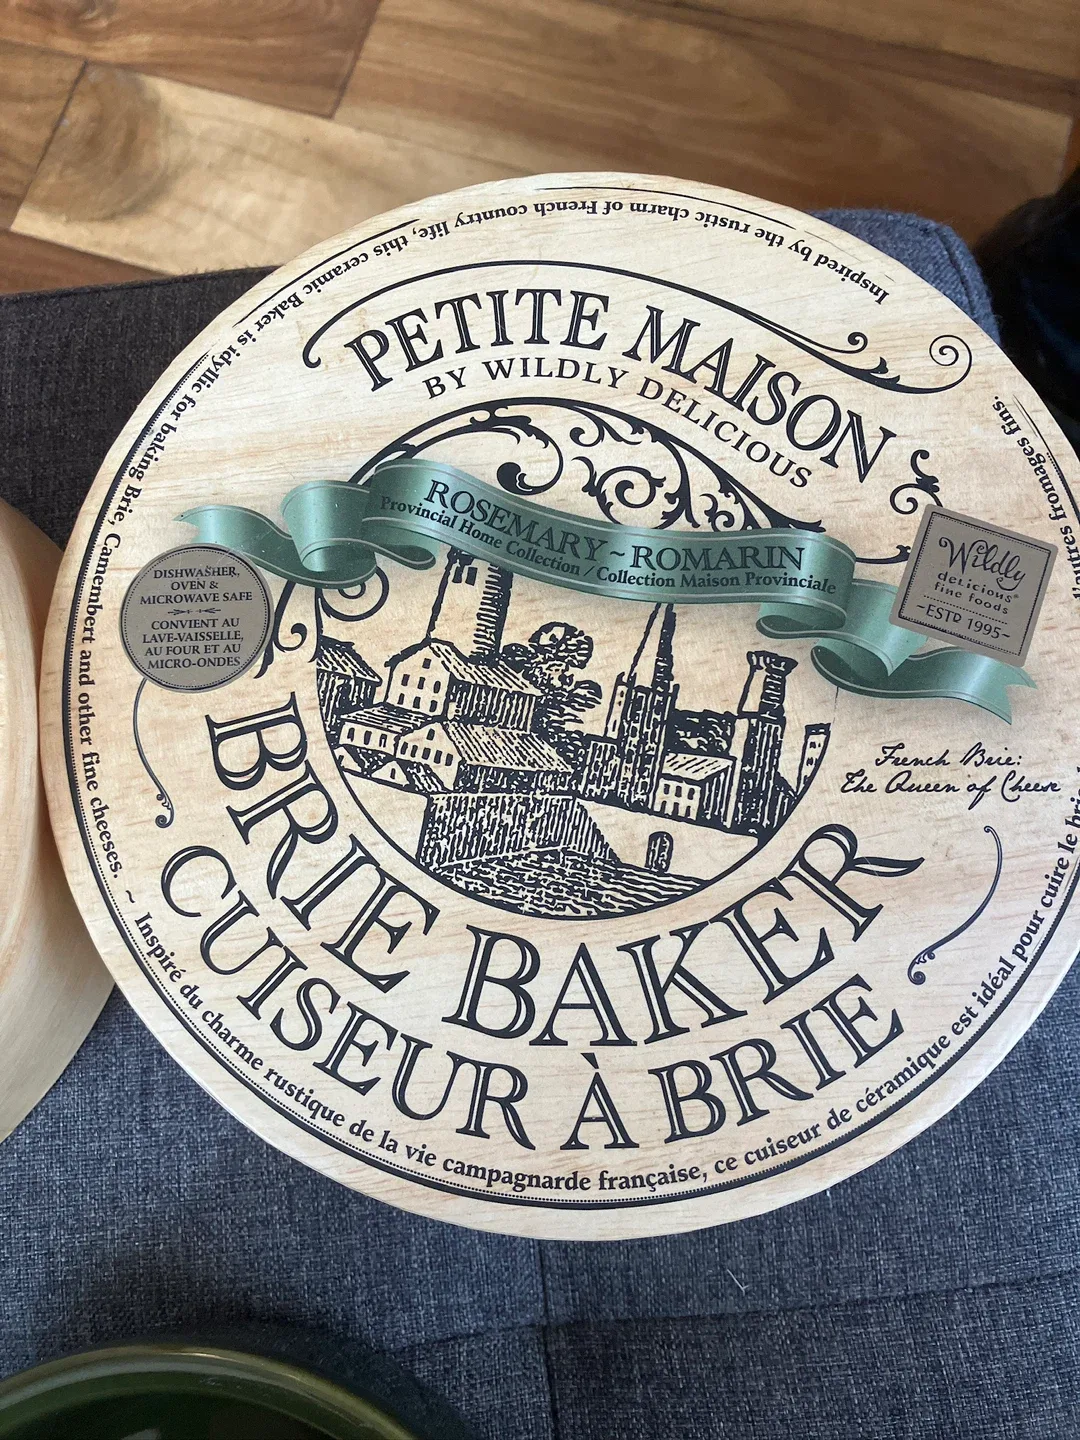 Inspired by the rustic charm of French country life, this ceramic Baker is idyllic for baking Brie, Camembert and other fine cheeses. ~
PETITE MAISON
BY WILDLY DELICIOUS
ROSEMARY ~ ROMARIN
Provincial Home Collection / Collection Maison Provinciale
DISHWASHER,
OVEN &
MICROWAVE SAFE
CONVIENT AU
LAVE-VAISSELLE,
AU FOUR ET AU
MICRO-ONDES
Wildly
delicious®
fine foods
-ESTD 1995-
French Brie:
The Queen of Cheese
BRIE BAKER
CUISEUR À BRIE
Inspiré du charme rustique de la vie campagnarde française, ce cuiseur de céramique est idéal pour cuire le d'autres fromages fins.